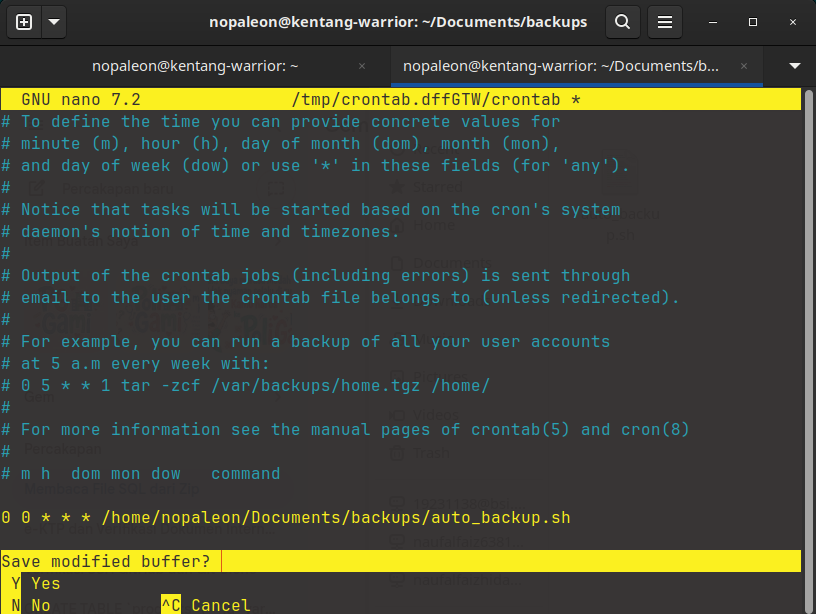 nopaleon@kentang-warrior: ~/Documents/backups
nopaleon@kentang-warrior: ~
nopaleon@kentang-warrior: ~/Documents/b...
GNU nano 7.2 /tmp/crontab.dffGTW/crontab *
# To define the time you can provide concrete values for
# minute (m), hour (h), day of month (dom), month (mon),
# and day of week (dow) or use '*' in these fields (for 'any').
#
# Notice that tasks will be started based on the cron's system
# daemon's notion of time and timezones.
#
# Output of the crontab jobs (including errors) is sent through
# email to the user the crontab file belongs to (unless redirected).
#
# For example, you can run a backup of all your user accounts
# at 5 a.m every week with:
# 0 5 * * 1 tar -zcf /var/backups/home.tgz /home/
#
# For more information see the manual pages of crontab(5) and cron(8)
#
# m h  dom mon dow   command
0 0 * * * /home/nopaleon/Documents/backups/auto_backup.sh
Save modified buffer?
Y Yes
N No ^C Cancel